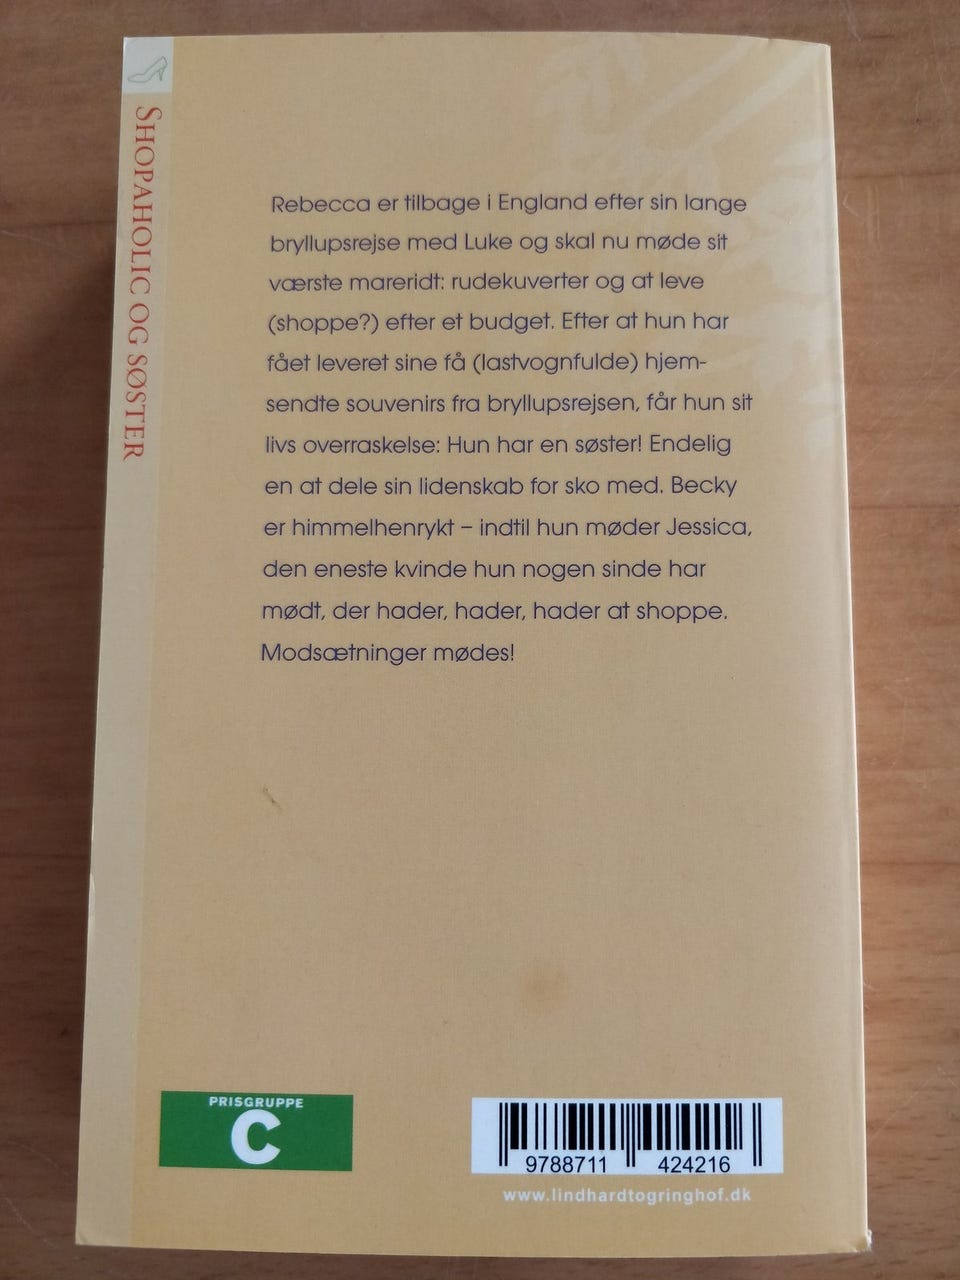 SHOPAHOLIC OG SØSTER
Rebecca er tilbage i England efter sin lange
bryllupsrejse med Luke og skal nu møde sit
værste mareridt: rudekuverter og at leve
(shoppe?) efter et budget. Efter at hun har
fået leveret sine få (lastvognfulde) hjem-
sendte souvenirs fra bryllupsrejsen, får hun sit
livs overraskelse: Hun har en søster! Endelig
en at dele sin lidenskab for sko med. Becky
er himmelhenrykt – indtil hun møder Jessica,
den eneste kvinde hun nogen sinde har
mødt, der hader, hader, hader at shoppe.
Modsætninger mødes!
PRISGRUPPE
C
9788711 424216
www.lindhardtogringhof.dk